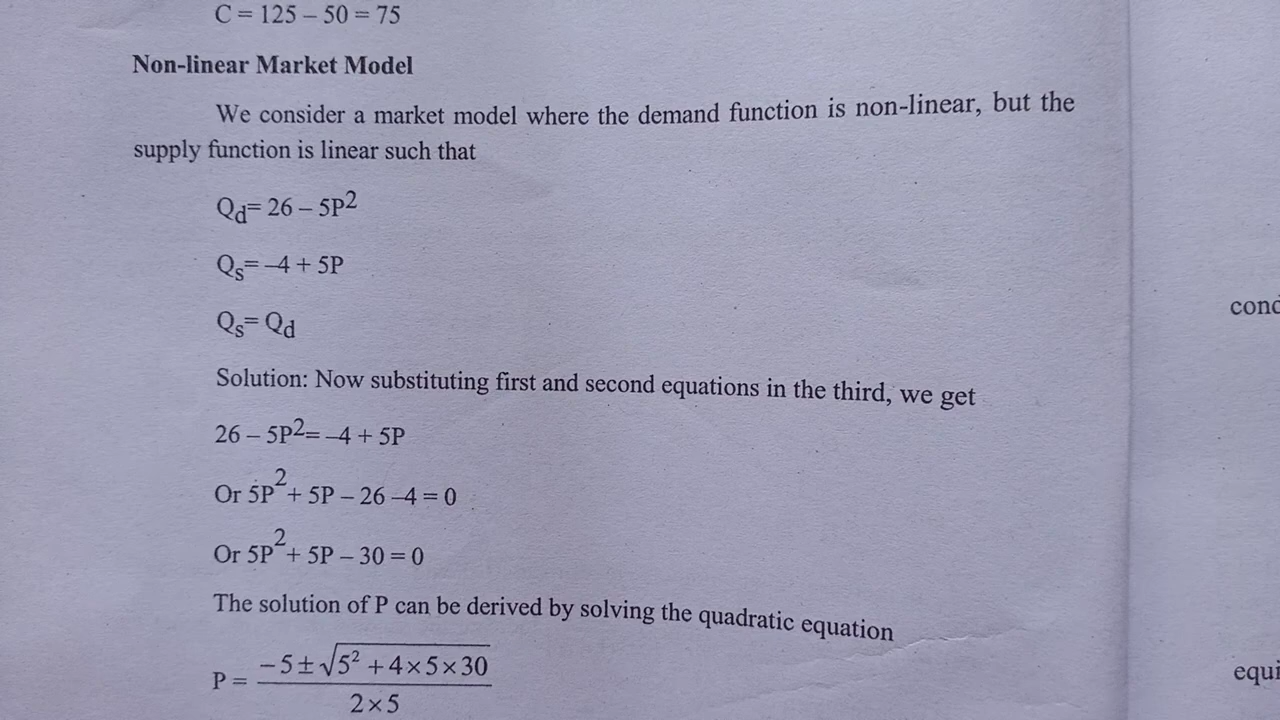 C = 125 – 50 = 75
Non-linear Market Model
We consider a market model where the demand function is non-linear, but the
supply function is linear such that
Qd= 26 – 5P2
Qs= –4 + 5P
Qs= Qd
cond
Solution: Now substituting first and second equations in the third, we get
26 – 5P2= –4 + 5P
Or 5P2+ 5P – 26 –4 = 0
Or 5P2+ 5P – 30 = 0
The solution of P can be derived by solving the quadratic equation
P = –5 ± √5² + 4×5×30
2×5
equi